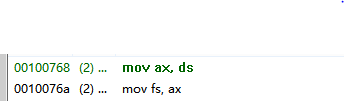 00100768 (2) ... mov ax, ds
0010076a (2) ... mov fs, ax